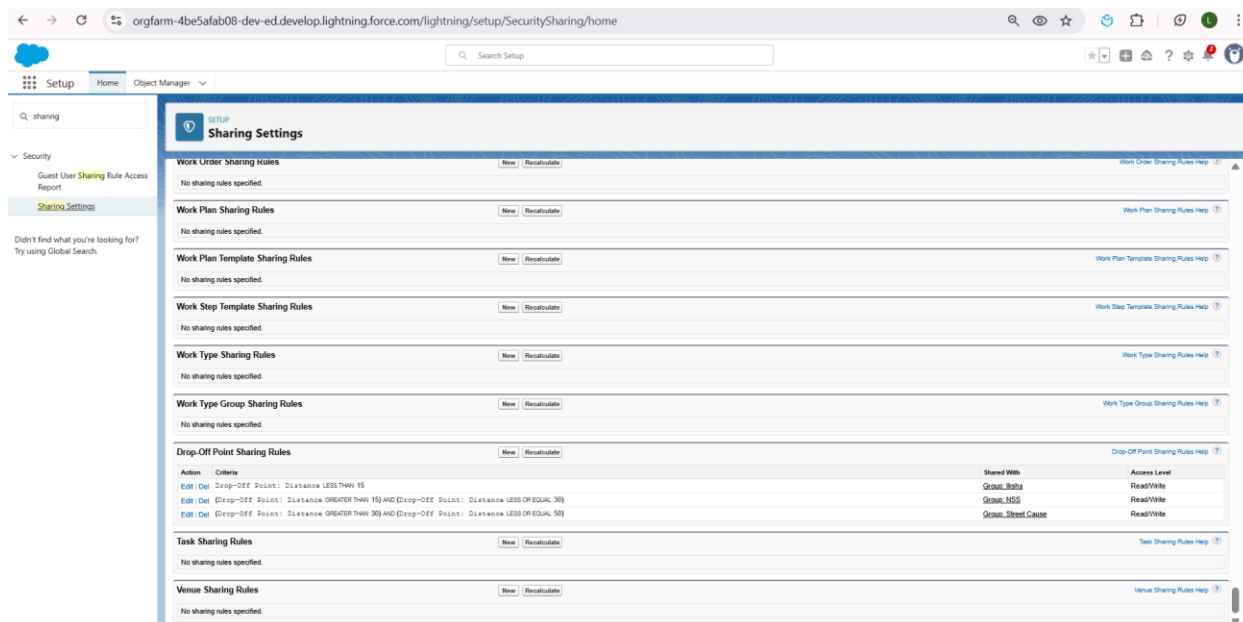 orgfarm-4be5afab08-dev-ed.develop.lightning.force.com/lightning/setup/SecuritySharing/home
L
Search Setup
2
Setup Home Object Manager
sharing
Security
Guest User Sharing Rule Access
Report
Sharing Settings
Didn't find what you're looking for?
Try using Global Search.
SETUP
Sharing Settings
Work Order Sharing Rules New Recalculate Work Order Sharing Rules Help ?
No sharing rules specified.
Work Plan Sharing Rules New Recalculate Work Plan Sharing Rules Help ?
No sharing rules specified.
Work Plan Template Sharing Rules New Recalculate Work Plan Template Sharing Rules Help ?
No sharing rules specified.
Work Step Template Sharing Rules New Recalculate Work Step Template Sharing Rules Help ?
No sharing rules specified.
Work Type Sharing Rules New Recalculate Work Type Sharing Rules Help ?
No sharing rules specified.
Work Type Group Sharing Rules New Recalculate Work Type Group Sharing Rules Help ?
No sharing rules specified.
Drop-Off Point Sharing Rules New Recalculate Drop-Off Point Sharing Rules Help ?
Action Criteria Shared With Access Level
Edit | Del Drop-Off Point: Distance LESS THAN 15 Group: Iksha Read/Write
Edit | Del (Drop-Off Point: Distance GREATER THAN 15) AND (Drop-Off Point: Distance LESS OR EQUAL 30) Group: NSS Read/Write
Edit | Del (Drop-Off Point: Distance GREATER THAN 30) AND (Drop-Off Point: Distance LESS OR EQUAL 50) Group: Street Cause Read/Write
Task Sharing Rules New Recalculate Task Sharing Rules Help ?
No sharing rules specified.
Venue Sharing Rules New Recalculate Venue Sharing Rules Help ?
No sharing rules specified.